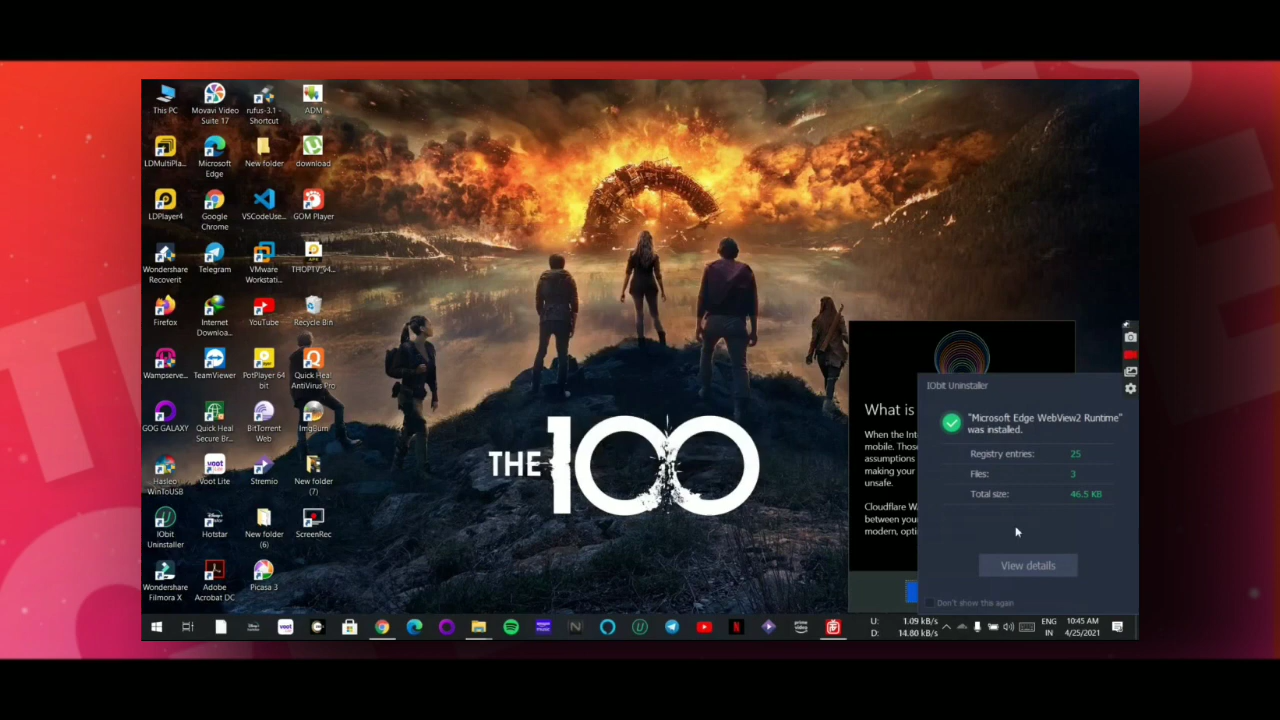 This PC
Movavi Video
Suite 17
rufus-3.1 -
Shortcut
ADM
LDMultiPla...
Microsoft
Edge
New folder
download
LDPlayer4
Google
Chrome
VSCodeUse...
GOM Player
Wondershare
Recoverit
Telegram
VMware
Workstati...
THOPTV_94...
Firefox
Internet
Downloa...
YouTube
Recycle Bin
Wampserve...
TeamViewer
PotPlayer 64
bit
Quick Heal
AntiVirus Pro
GOG GALAXY
Quick Heal
Secure Br...
BitTorrent
Web
ImgBurn
Hasleo
WinToUSB
Voot Lite
Stremio
New folder
(7)
IObit
Uninstaller
Hotstar
New folder
(6)
ScreenRec
Wondershare
Filmora X
Adobe
Acrobat DC
Picasa 3
THE 100
What is
When the Int
mobile. Thos
assumptions
making your
unsafe.
Cloudflare W
between your
modern, opti
IObit Uninstaller
"Microsoft Edge WebView2 Runtime"
was installed.
Registry entries: 25
Files: 3
Total size: 46.5 KB
View details
Don't show this again
U: 1.09 kB/s
D: 14.80 kB/s
ENG
IN
10:45 AM
4/25/2021